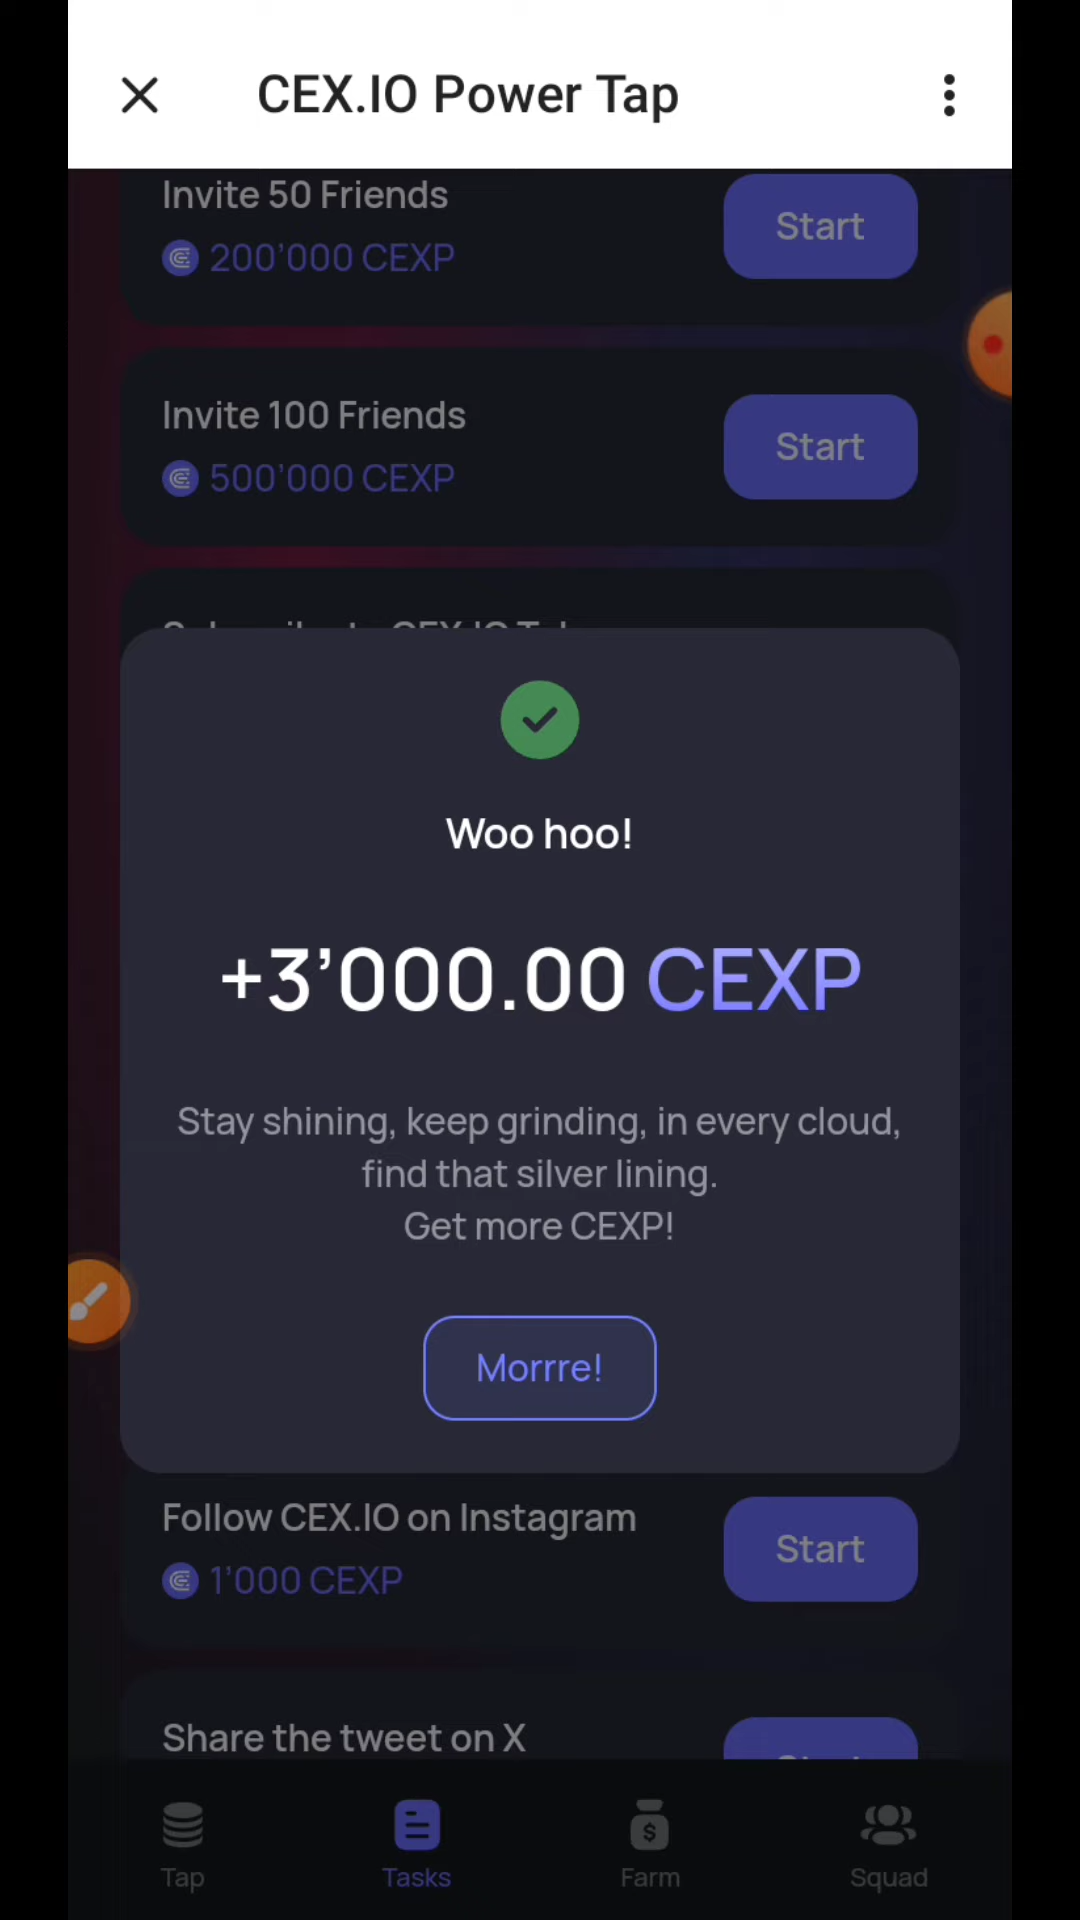 CEX.IO Power Tap
Invite 50 Friends
Start
200’000 CEXP
Invite 100 Friends
Start
500’000 CEXP
Woo hoo!
+3’000.00 CEXP
Stay shining, keep grinding, in every cloud,
find that silver lining.
Get more CEXP!
Morrre!
Follow CEX.IO on Instagram
Start
1’000 CEXP
Share the tweet on X
Tap
Tasks
Farm
Squad